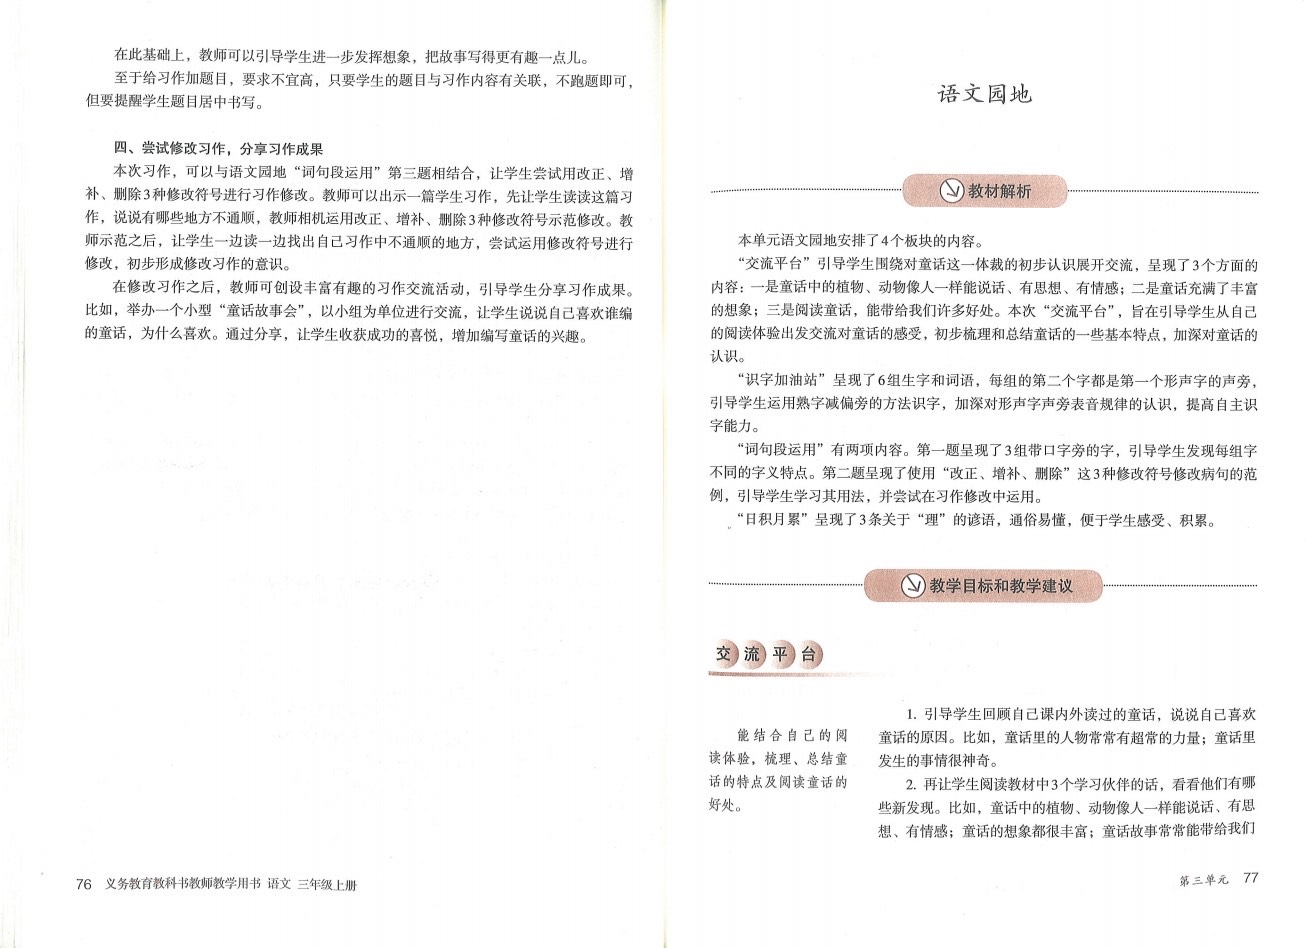 在此基础上，教师可以引导学生进一步发挥想象，把故事写得更有趣一点儿。
至于给习作加题目，要求不宜高，只要学生的题目与习作内容有关联，不跑题即可，
但要提醒学生题目居中书写。
四、尝试修改习作，分享习作成果
本次习作，可以与语文园地“词句段运用”第三题相结合，让学生尝试用改正、增
补、删除3种修改符号进行习作修改。教师可以出示一篇学生习作，先让学生读读这篇习
作，说说有哪些地方不通顺，教师相机运用改正、增补、删除3种修改符号示范修改。教
师示范之后，让学生一边读一边找出自己习作中不通顺的地方，尝试运用修改符号进行
修改，初步形成修改习作的意识。
在修改习作之后，教师可创设丰富有趣的习作交流活动，引导学生分享习作成果。
比如，举办一个小型“童话故事会”，以小组为单位进行交流，让学生说说自己喜欢谁编
的童话，为什么喜欢。通过分享，让学生收获成功的喜悦，增加编写童话的兴趣。
76 义务教育教科书教师教学用书 语文 三年级上册
语文园地
教材解析
本单元语文园地安排了4个板块的内容。
“交流平台”引导学生围绕对童话这一体裁的初步认识展开交流，呈现了3个方面的
内容：一是童话中的植物、动物像人一样能说话、有思想、有情感；二是童话充满了丰富
的想象；三是阅读童话，能带给我们许多好处。本次“交流平台”，旨在引导学生从自己
的阅读体验出发交流对童话的感受，初步梳理和总结童话的一些基本特点，加深对童话的
认识。
“识字加油站”呈现了6组生字和词语，每组的第二个字都是第一个形声字的声旁，
引导学生运用熟字减偏旁的方法识字，加深对形声字声旁表音规律的认识，提高自主识
字能力。
“词句段运用”有两项内容。第一题呈现了3组带口字旁的字，引导学生发现每组字
不同的字义特点。第二题呈现了使用“改正、增补、删除”这3种修改符号修改病句的范
例，引导学生学习其用法，并尝试在习作修改中运用。
“日积月累”呈现了3条关于“理”的谚语，通俗易懂，便于学生感受、积累。
教学目标和教学建议
交流平台
能结合自己的阅
读体验，梳理、总结童
话的特点及阅读童话的
好处。
1. 引导学生回顾自己课内外读过的童话，说说自己喜欢
童话的原因。比如，童话里的人物常常有超常的力量；童话里
发生的事情很神奇。
2. 再让学生阅读教材中3个学习伙伴的话，看看他们有哪
些新发现。比如，童话中的植物、动物像人一样能说话、有思
想、有情感；童话的想象都很丰富；童话故事常常能带给我们
第三单元 77